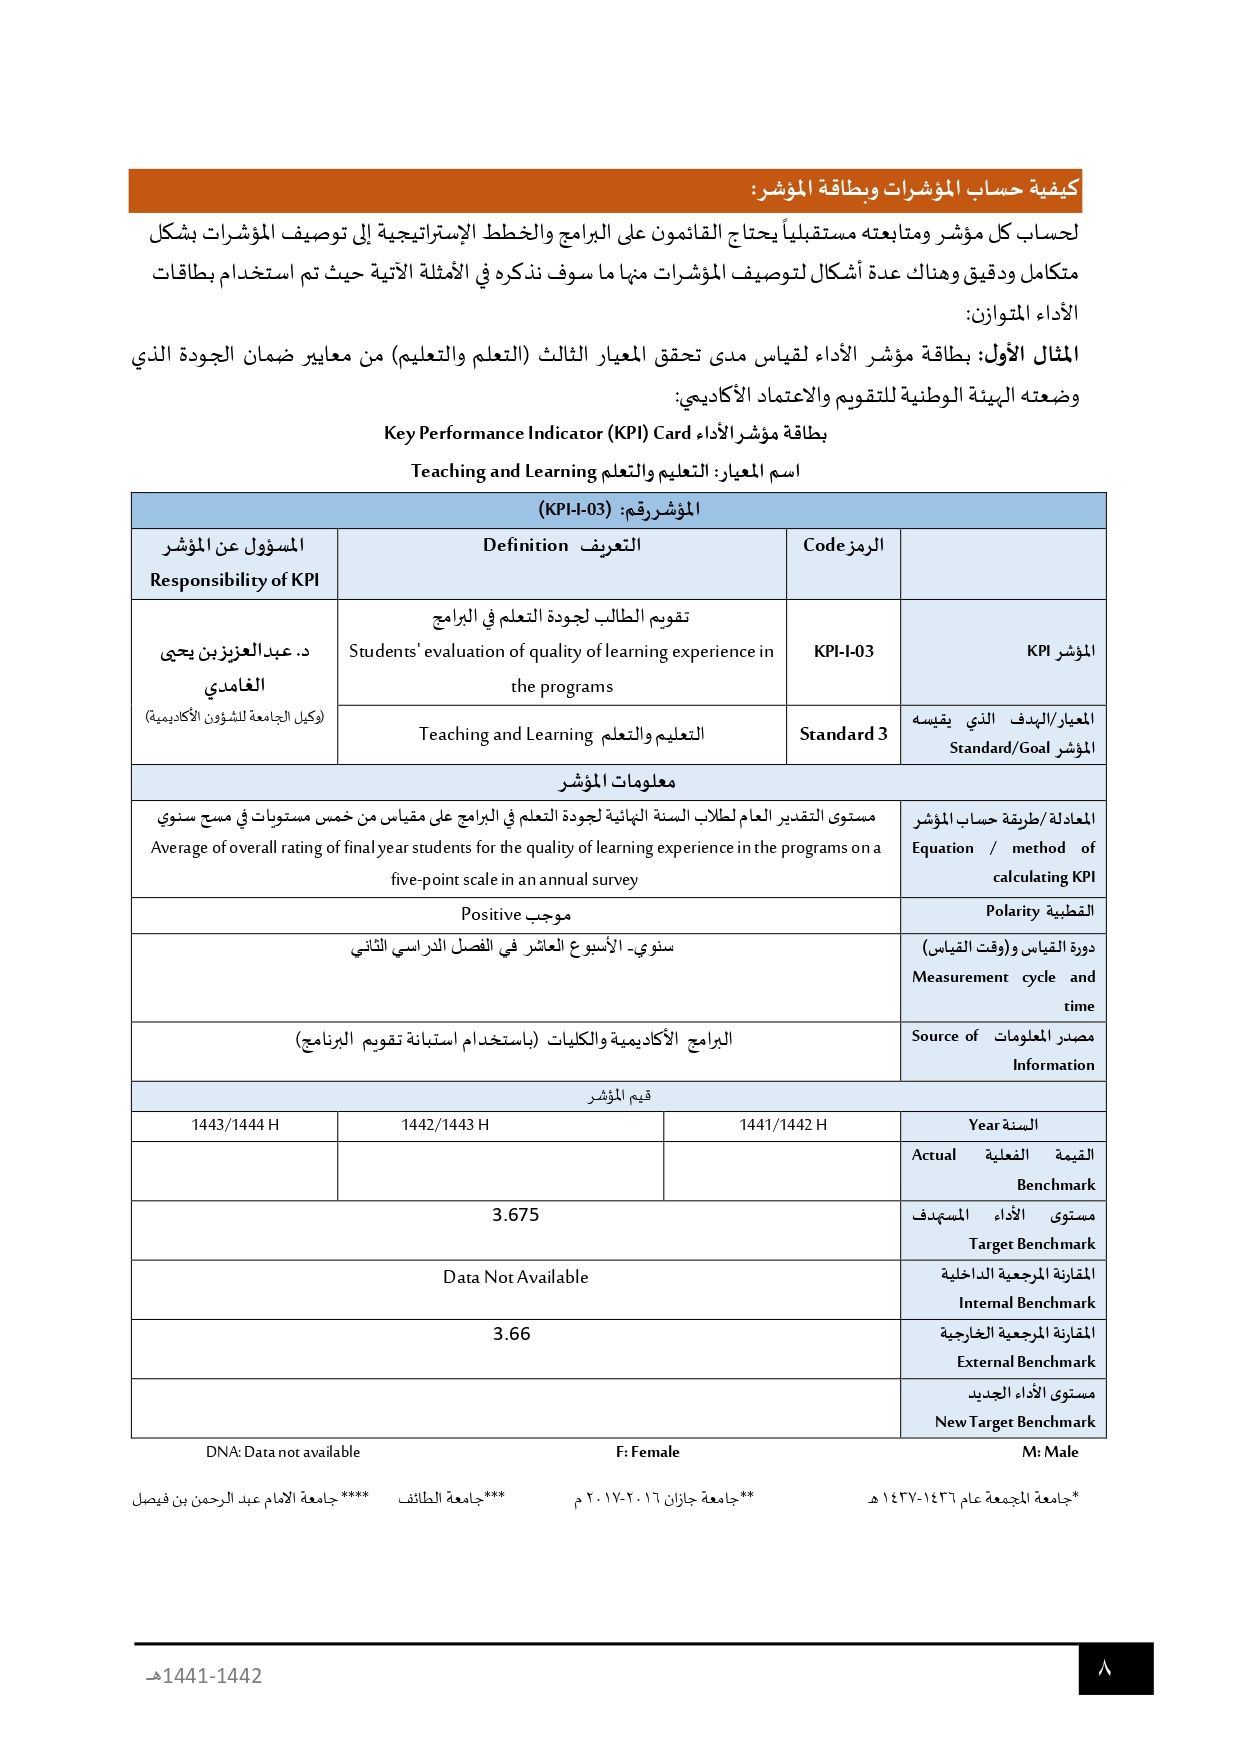 كيفية حساب المؤشرات وبطاقة المؤشر:
لحساب كل مؤشر ومتابعته مستقبلياً يحتاج القائمون على البرامج والخطط الإستراتيجية إلى توصيف المؤشرات بشكل
متكامل ودقيق وهناك عدة أشكال لتوصيف المؤشرات منها ما سوف نذكره في الأمثلة الآتية حيث تم استخدام بطاقات
الأداء المتوازن:
المثال الأول: بطاقة مؤشر الأداء لقياس مدى تحقق المعيار الثالث (التعلم والتعليم) من معايير ضمان الجودة الذي
وضعته الهيئة الوطنية للتقويم والاعتماد الأكاديمي:
بطاقة مؤشر الأداء Key Performance Indicator (KPI) Card
اسم المعيار: التعليم والتعلم Teaching and Learning
المؤشر رقم: (KPI-I-03)
الرمز Code
التعريف Definition
المسؤول عن المؤشر
Responsibility of KPI
المؤشر KPI
KPI-I-03
تقويم الطالب لجودة التعلم في البرامج
Students' evaluation of quality of learning experience in
the programs
د. عبدالعزيز بن يحيى
الغامدي
(وكيل الجامعة للشؤون الأكاديمية)
المعيار/الهدف الذي يقيسه
المؤشر Standard/Goal
Standard 3
التعليم والتعلم Teaching and Learning
معلومات المؤشر
المعادلة /طريقة حساب المؤشر
Equation / method of
calculating KPI
مستوى التقدير العام لطلاب السنة النهائية لجودة التعلم في البرامج على مقياس من خمس مستويات في مسح سنوي
Average of overall rating of final year students for the quality of learning experience in the programs on a
five-point scale in an annual survey
القطبية Polarity
موجب Positive
دورة القياس و(وقت القياس)
Measurement cycle and
time
سنوي- الأسبوع العاشر في الفصل الدراسي الثاني
مصدر المعلومات Source of
Information
البرامج الأكاديمية والكليات (باستخدام استبانة تقويم البرنامج)
قيم المؤشر
السنة Year
1441/1442 H
1442/1443 H
1443/1444 H
القيمة الفعلية Actual
Benchmark
مستوى الأداء المستهدف
Target Benchmark
3.675
المقارنة المرجعية الداخلية
Internal Benchmark
Data Not Available
المقارنة المرجعية الخارجية
External Benchmark
3.66
مستوى الأداء الجديد
New Target Benchmark
M: Male
F: Female
DNA: Data not available
*جامعة المجمعة عام ١٤٣٦-١٤٣٧ هـ **جامعة جازان ٢٠١٦-٢٠١٧ م ***جامعة الطائف ****جامعة الامام عبد الرحمن بن فيصل
٨
1441-1442هـ